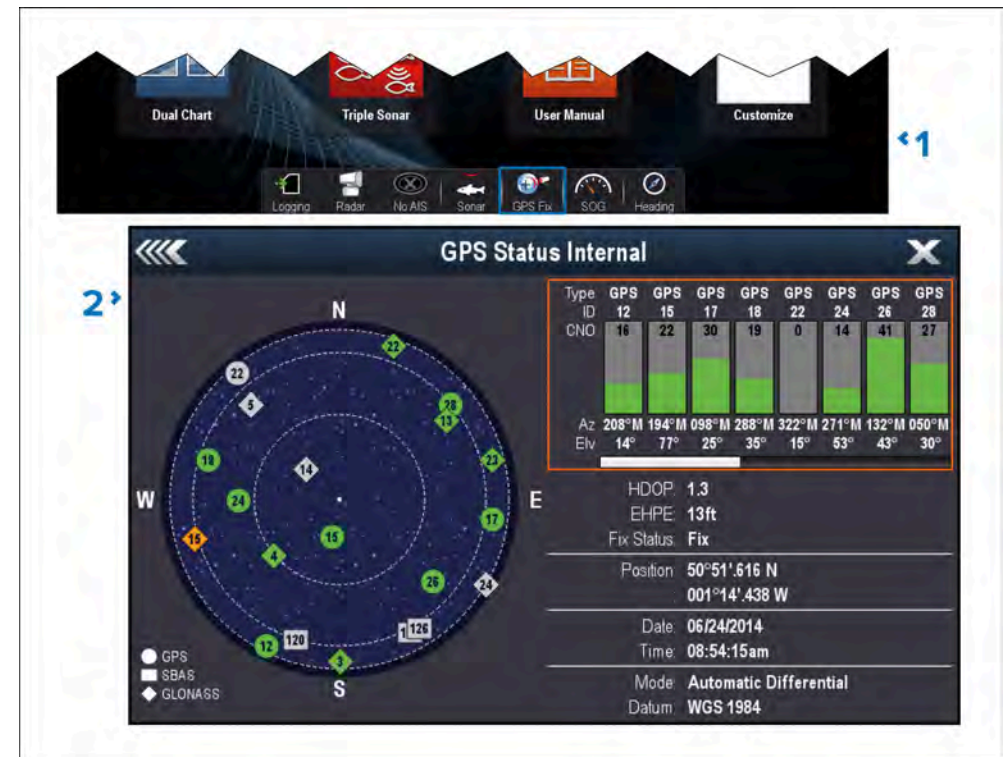 Dual Chart Triple Sonar User Manual Customize
1
Logging Radar No AIS Sonar GPS Fix SOG Heading
GPS Status Internal
2
Type GPS GPS GPS GPS GPS GPS GPS GPS
ID 12 15 17 18 22 24 26 28
CNO 16 22 30 19 0 14 41 27
Az 208°M 194°M 098°M 288°M 322°M 271°M 132°M 050°M
Elv 14° 77° 25° 35° 15° 53° 43° 30°
N
22
22
5
28
13
18
23
14
W
24
E
17
15
15
4
26
24
120
126
12
3
S
GPS
SBAS
GLONASS
HDOP: 1.3
EHPE: 13ft
Fix Status: Fix
Position: 50°51'.616 N
001°14'.438 W
Date: 06/24/2014
Time: 08:54:15am
Mode: Automatic Differential
Datum: WGS 1984